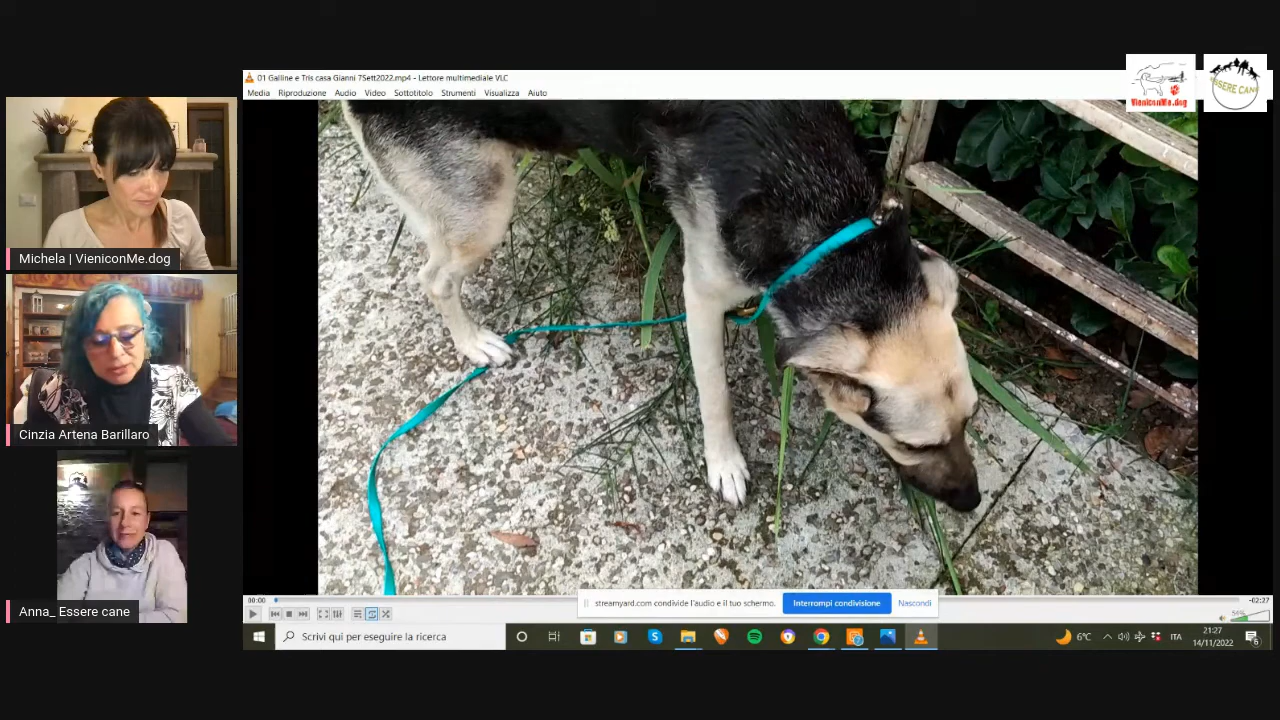 01 Galline e Tris casa Gianni 7Sett2022.mp4 - Lettore multimediale VLC
Media Riproduzione Audio Video Sottotitolo Strumenti Visualizza Aiuto
VieniconMe.dog
ESSERE CANE
Michela | VieniconMe.dog
Cinzia Artena Barillaro
Anna_ Essere cane
00:00
-02:27
streamyard.com condivide l'audio e il tuo schermo.
Interrompi condivisione
Nascondi
Scrivi qui per eseguire la ricerca
6°C
ITA
21:27
14/11/2022